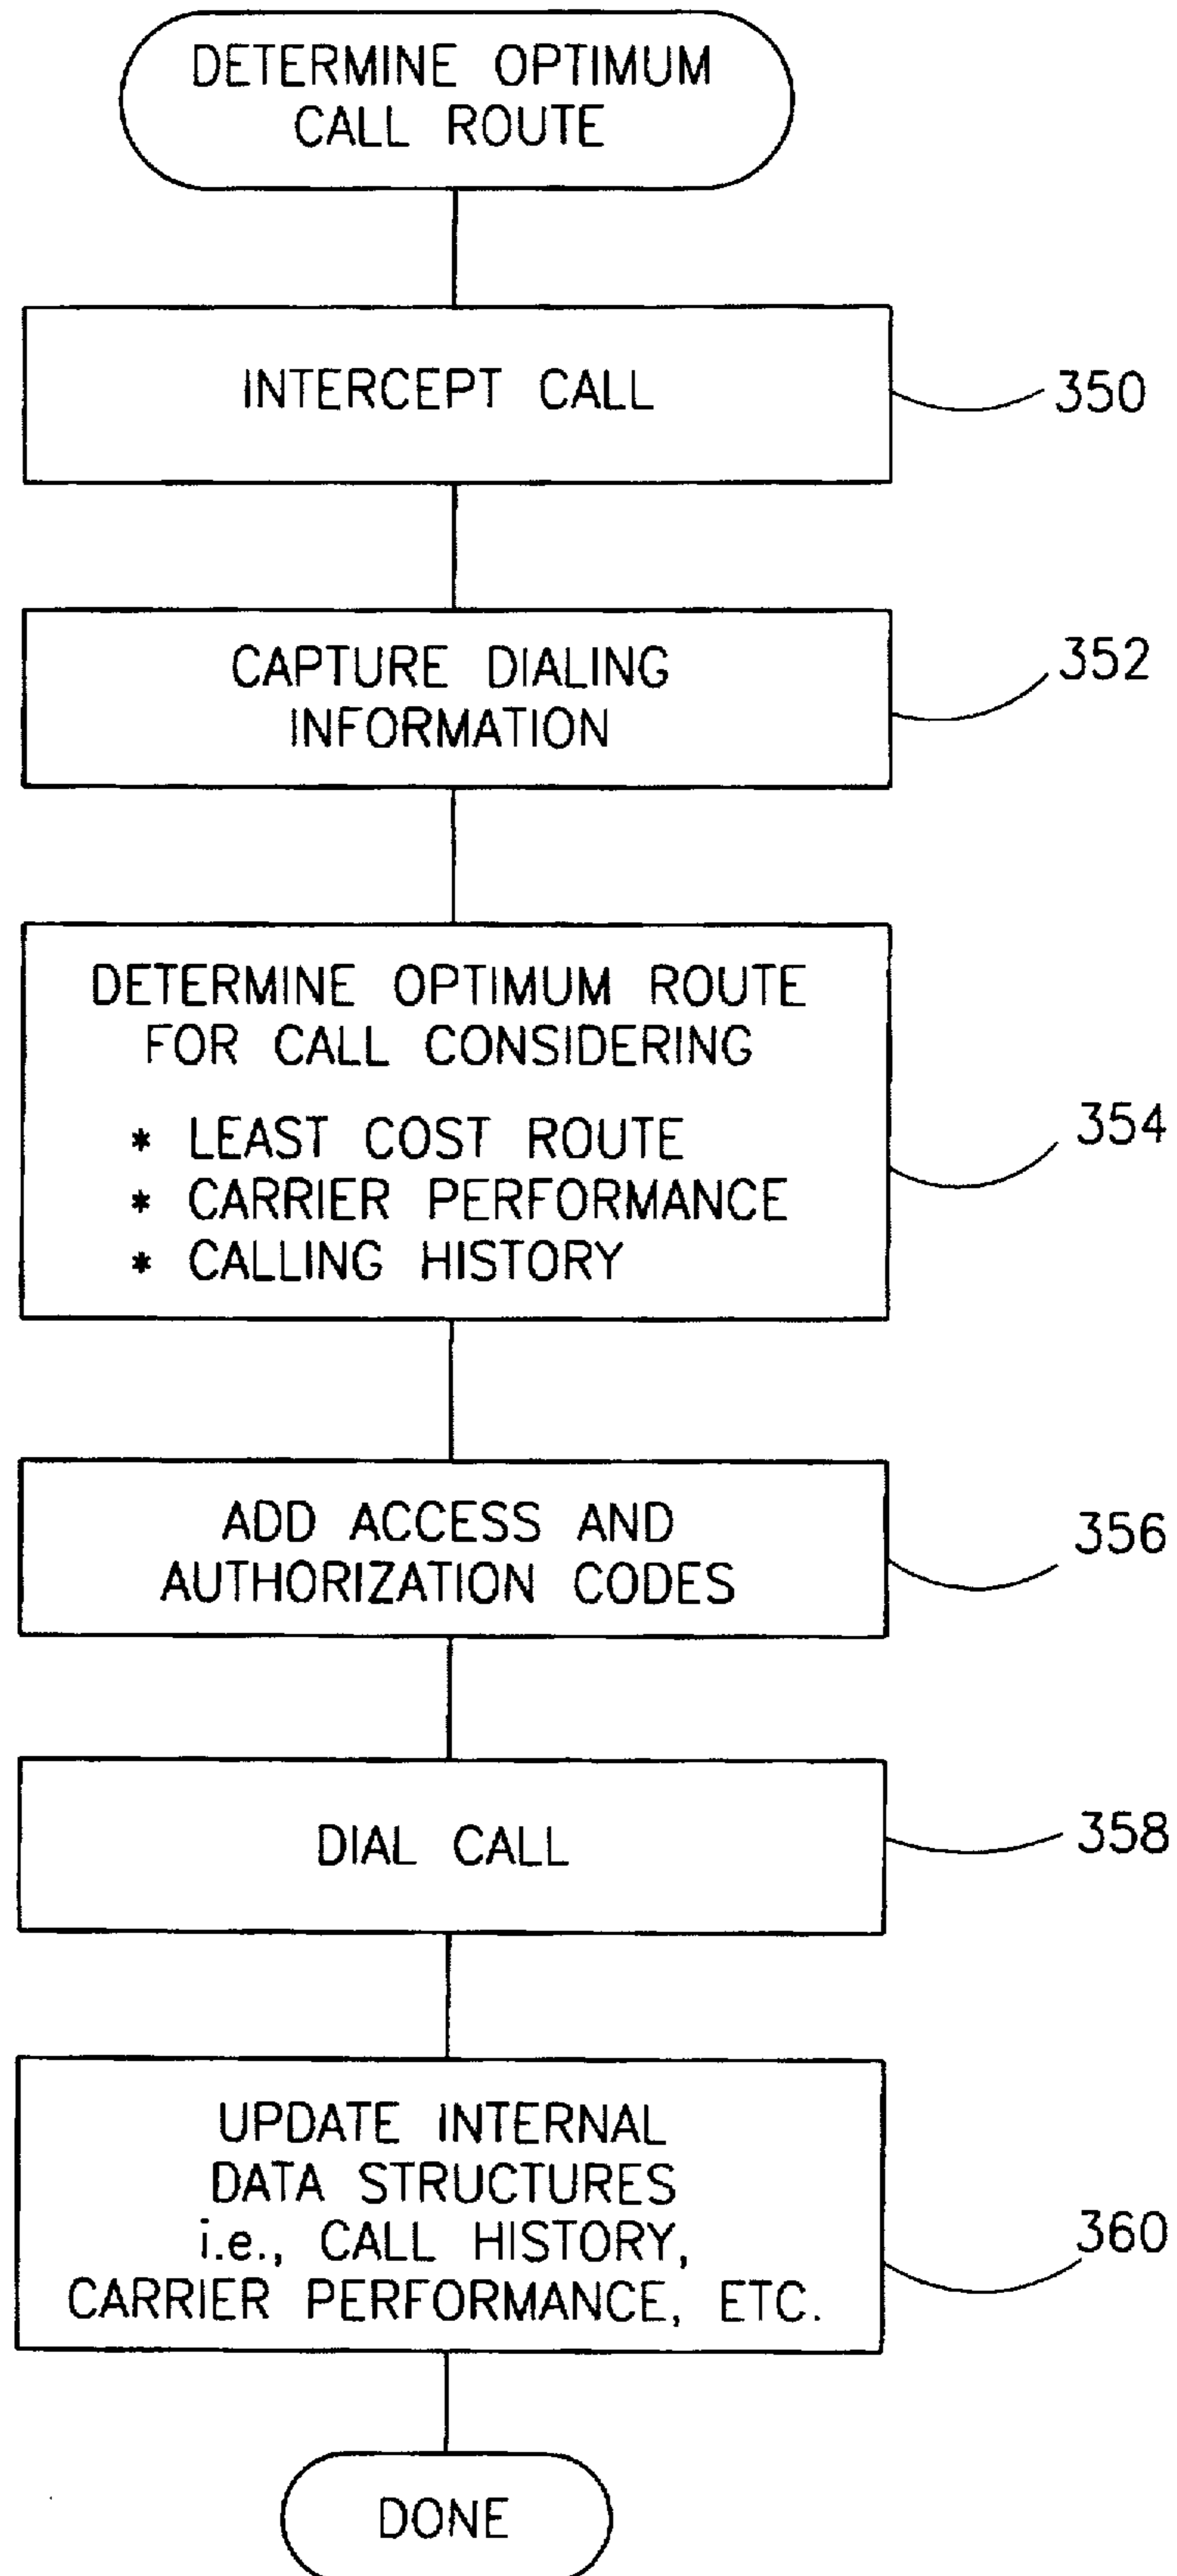 DETERMINE OPTIMUM
CALL ROUTE
INTERCEPT CALL
350
CAPTURE DIALING
INFORMATION
352
DETERMINE OPTIMUM ROUTE
FOR CALL CONSIDERING
* LEAST COST ROUTE
* CARRIER PERFORMANCE
* CALLING HISTORY
354
ADD ACCESS AND
AUTHORIZATION CODES
356
DIAL CALL
358
UPDATE INTERNAL
DATA STRUCTURES
i.e., CALL HISTORY,
CARRIER PERFORMANCE, ETC.
360
DONE